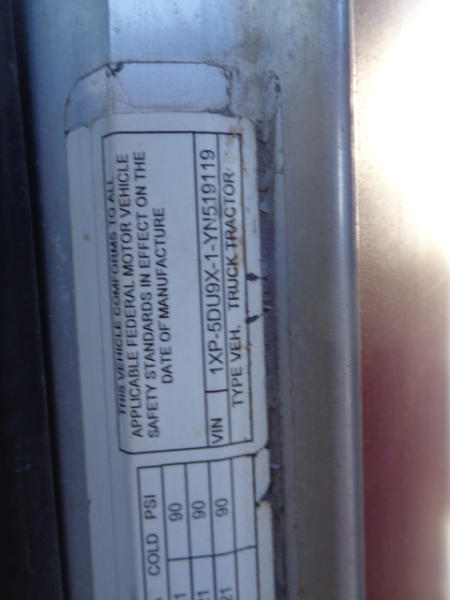 THIS VEHICLE COMFORMS TO ALL
APPLICABLE FEDERAL MOTOR VEHICLE
SAFETY STANDARDS IN EFFECT ON THE
DATE OF MANUFACTURE
VIN 1XP-5DU9X-1-YN519119
TYPE VEH. TRUCK TRACTOR
COLD PSI
90
90
90